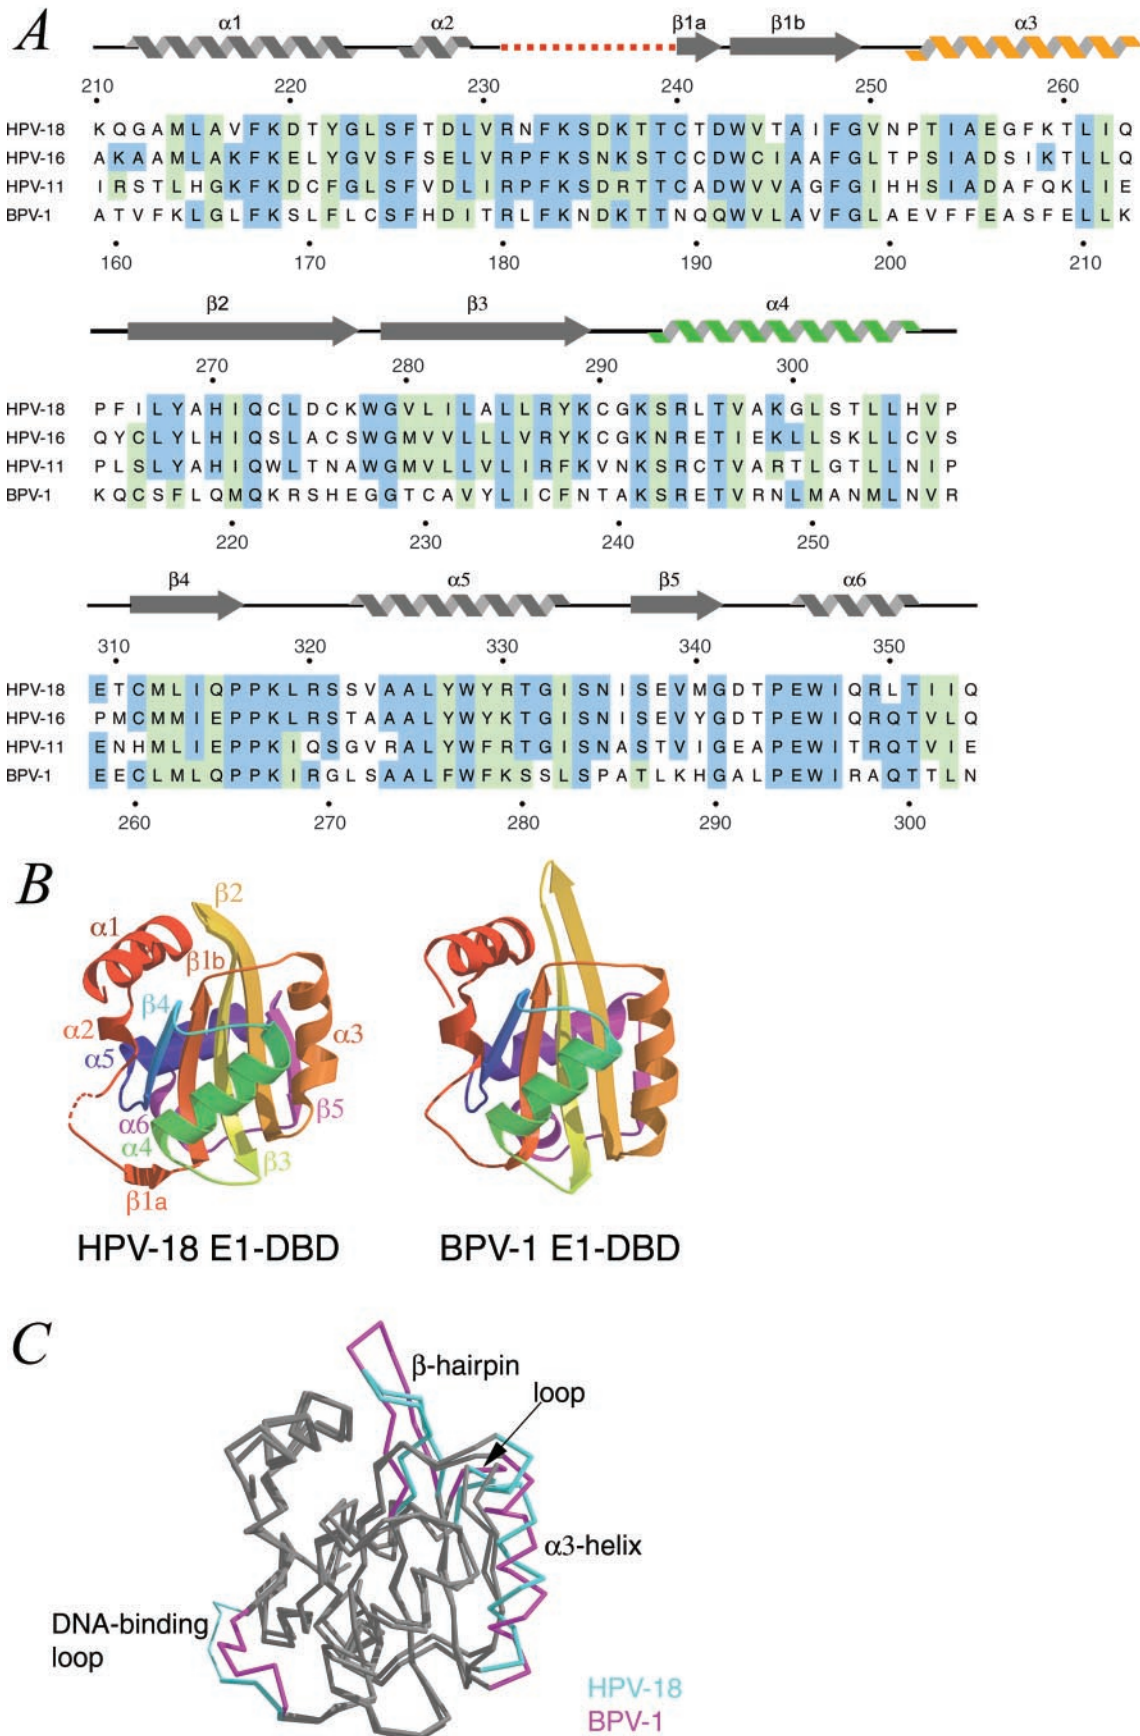 A
α1 α2 β1a β1b α3
210 220 230 240 250 260
HPV-18 K Q G A M L A V F K D T Y G L S F T D L V R N F K S D K T T C T D W V T A I F G V N P T I A E G F K T L I Q
HPV-16 A K A A M L A K F K E L Y G V S F S E L V R P F K S N K S T C C D W C I A A F G L T P S I A D S I K T L L Q
HPV-11 I R S T L H G K F K D C F G L S F V D L I R P F K S D R T T C A D W V V A G F G I H H S I A D A F Q K L I E
BPV-1 A T V F K L G L F K S L F L C S F H D I T R L F K N D K T T N Q Q W V L A V F G L A E V F F E A S F E L L K
160 170 180 190 200 210
β2 β3 α4
270 280 290 300
HPV-18 P F I L Y A H I Q C L D C K W G V L I L A L L R Y K C G K S R L T V A K G L S T L L H V P
HPV-16 Q Y C L Y L H I Q S L A C S W G M V V L L L V R Y K C G K N R E T I E K L L S K L L C V S
HPV-11 P L S L Y A H I Q W L T N A W G M V L L V L I R F K V N K S R C T V A R T L G T L L N I P
BPV-1 K Q C S F L Q M Q K R S H E G G T C A V Y L I C F N T A K S R E T V R N L M A N M L N V R
220 230 240 250
β4 α5 β5 α6
310 320 330 340 350
HPV-18 E T C M L I Q P P K L R S S V A A L Y W Y R T G I S N I S E V M G D T P E W I Q R L T I I Q
HPV-16 P M C M M I E P P K L R S T A A A L Y W Y K T G I S N I S E V Y G D T P E W I Q R Q T V L Q
HPV-11 E N H M L I E P P K I Q S G V R A L Y W F R T G I S N A S T V I G E A P E W I T R Q T V I E
BPV-1 E E C L M L Q P P K I R G L S A A L F W F K S S L S P A T L K H G A L P E W I R A Q T T L N
260 270 280 290 300
B
β2
α1
β1b
β4
α2
α3
α5
α6
β5
α4
β3
β1a
HPV-18 E1-DBD BPV-1 E1-DBD
C
β-hairpin
loop
α3-helix
DNA-binding
loop
HPV-18
BPV-1